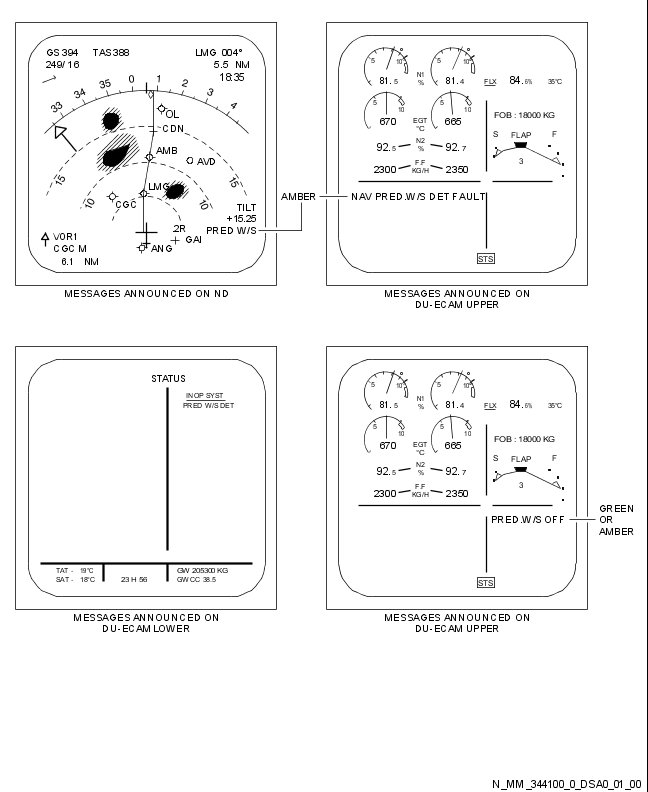 GS 394 TAS 388 LMG 004°
249/ 16 5.5 NM
18:35
33 34 35 0 1 2 3 4
OL
CDN
AMB
AVD
15 10 CGC LMG 10 15
TILT
+15.25
PRED W/S
.2R
GAI
VOR1
CGC M
6.1 NM
ANG
MESSAGES ANNOUNCED ON ND
AMBER
5 10 5 10
81. 5 N1 % 81. 4 FLX 84. 6% 35°C
5 10 5 10
670 EGT °C 665
FOB : 18000 KG
S FLAP F
92. 5 N2 % 92. 7
3
2300 F.F KG/H 2350
NAV PRED.W/S DET FAULT
STS
MESSAGES ANNOUNCED ON
DU-ECAM UPPER
STATUS
INOP SYST
PRED W/S DET
TAT - 19°C
SAT - 18°C
23 H 56
GW 205300 KG
GWCC 38.5
MESSAGES ANNOUNCED ON
DU-ECAM LOWER
5 10 5 10
81. 5 N1 % 81. 4 FLX 84. 6% 35°C
5 10 5 10
670 EGT °C 665
FOB : 18000 KG
S FLAP F
92. 5 N2 % 92. 7
3
2300 F.F KG/H 2350
PRED.W/S OFF
GREEN
OR
AMBER
STS
MESSAGES ANNOUNCED ON
DU-ECAM UPPER
N_MM_344100_0_DSA0_01_00